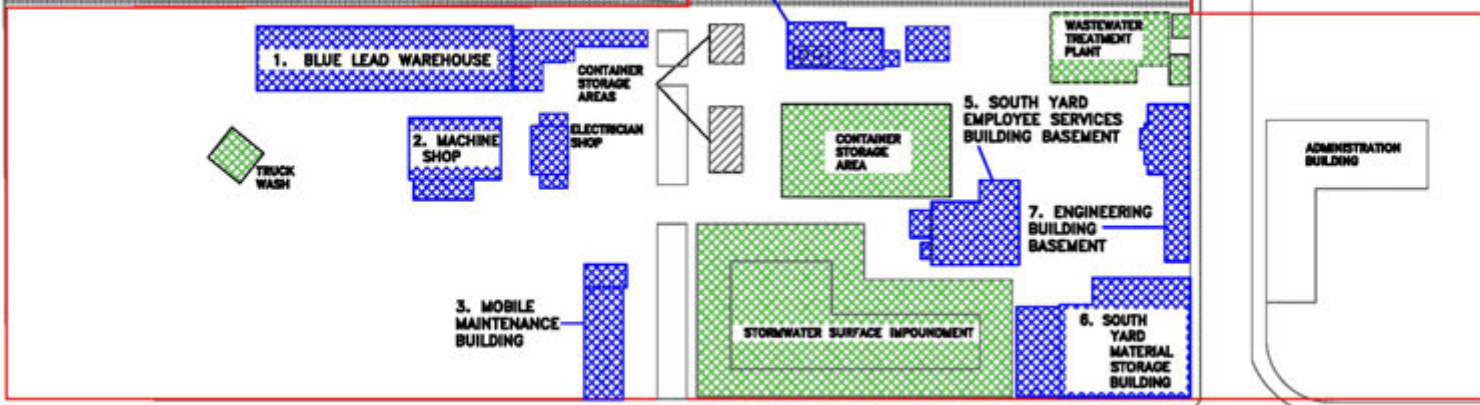 1. BLUE LEAD WAREHOUSE
CONTAINER
STORAGE
AREAS
WASTEWATER
TREATMENT
PLANT
2. MACHINE
SHOP
ELECTRICIAN
SHOP
TRUCK
WASH
CONTAINER
STORAGE
AREA
5. SOUTH YARD
EMPLOYEE SERVICES
BUILDING BASEMENT
ADMINISTRATION
BUILDING
7. ENGINEERING
BUILDING
BASEMENT
3. MOBILE
MAINTENANCE
BUILDING
STORMWATER SURFACE IMPOUNDMENT
6. SOUTH
YARD
MATERIAL
STORAGE
BUILDING